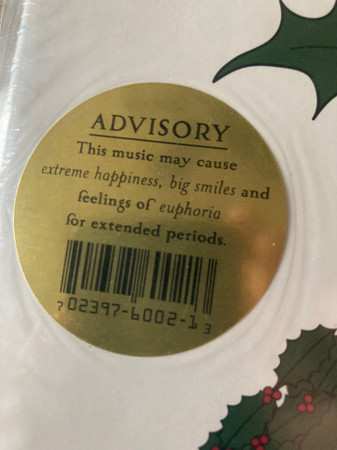 ADVISORY
This music may cause
extreme happiness, big smiles and
feelings of euphoria
for extended periods.
7 02397-6002-1 3